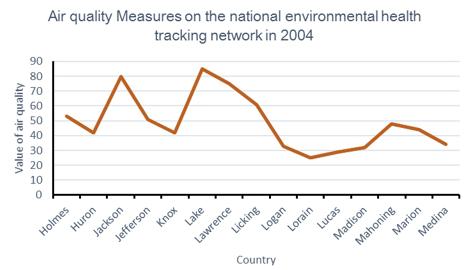 Air quality Measures on the national environmental health
tracking network in 2004
Value of air quality
90
80
70
60
50
40
30
20
10
0
Holmes
Huron
Jackson
Jefferson
Knox
Lake
Lawrence
Licking
Logan
Lorain
Lucas
Madison
Mahoning
Marion
Medina
Country